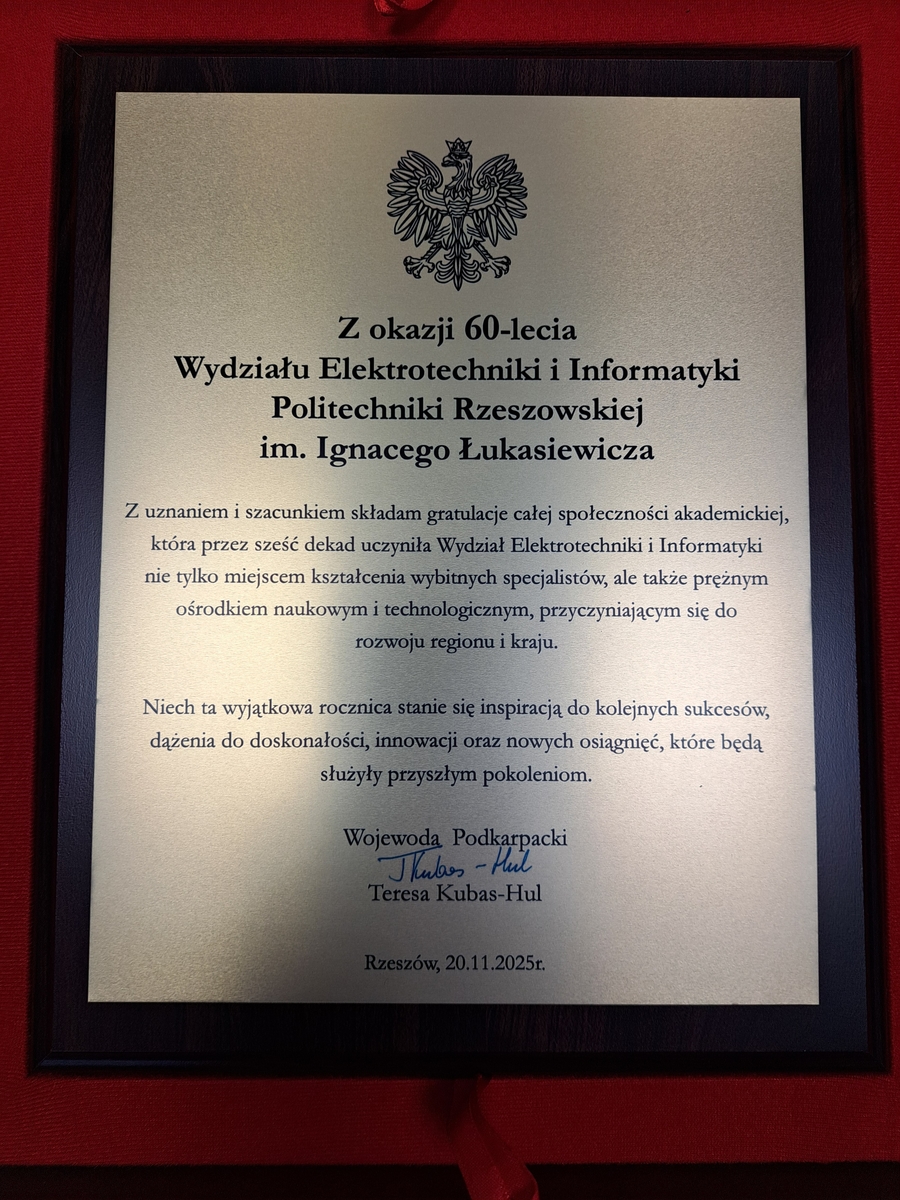 Z okazji 60-lecia
Wydziału Elektrotechniki i Informatyki
Politechniki Rzeszowskiej
im. Ignacego Łukasiewicza
Z uznaniem i szacunkiem składam gratulacje całej społeczności akademickiej,
która przez sześć dekad uczyniła Wydział Elektrotechniki i Informatyki
nie tylko miejscem kształcenia wybitnych specjalistów, ale także prężnym
ośrodkiem naukowym i technologicznym, przyczyniającym się do
rozwoju regionu i kraju.
Niech ta wyjątkowa rocznica stanie się inspiracją do kolejnych sukcesów,
dążenia do doskonałości, innowacji oraz nowych osiągnięć, które będą
służyły przyszłym pokoleniom.
Wojewoda Podkarpacki
TKubas-Hul
Teresa Kubas-Hul
Rzeszów, 20.11.2025r.